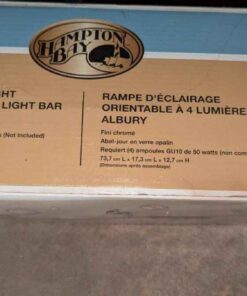 HAMPTON
BAY
GHT
LIGHT BAR
s (Not Included)
RAMPE D'ÉCLAIRAGE
ORIENTABLE À 4 LUMIÈRE
ALBURY
Fini chromé
Abat-jour en verre opalin
Requiert (4) ampoules GU10 de 50 watts (non com
73,7 cm L x 17,3 cm L x 12,7 cm H
(Dimensions après assemblage)